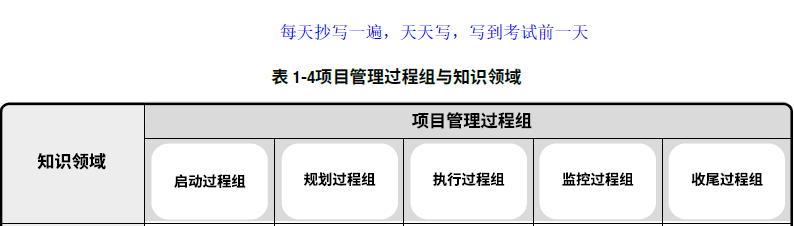 每天抄写一遍，天天写，写到考试前一天
表 1-4项目管理过程组与知识领域
知识领域
项目管理过程组
启动过程组
规划过程组
执行过程组
监控过程组
收尾过程组